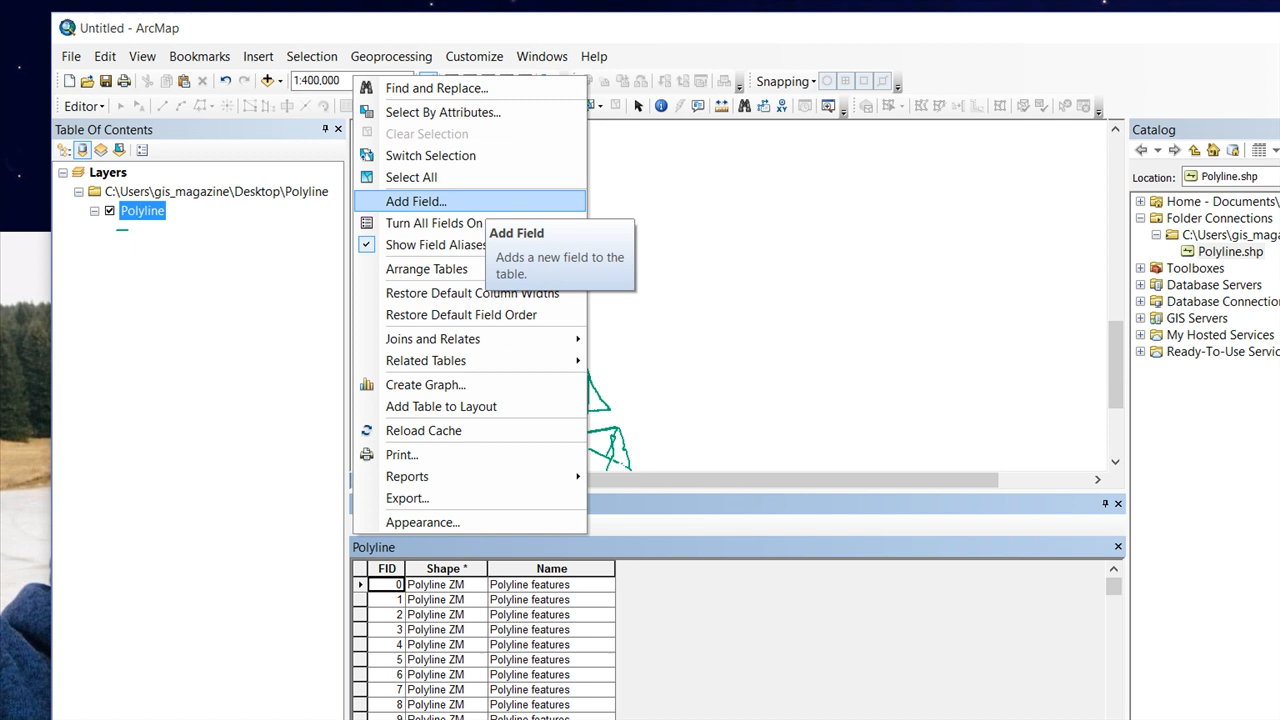 Untitled - ArcMap
File Edit View Bookmarks Insert Selection Geoprocessing Customize Windows Help
1:400,000
Snapping
Editor
Table Of Contents
Layers
C:\Users\gis_magazine\Desktop\Polyline
Polyline
Find and Replace...
Select By Attributes...
Clear Selection
Switch Selection
Select All
Add Field...
Turn All Fields On
Show Field Aliases
Arrange Tables
Restore Default Column Widths
Restore Default Field Order
Joins and Relates
Related Tables
Create Graph...
Add Table to Layout
Reload Cache
Print...
Reports
Export...
Appearance...
Add Field
Adds a new field to the
table.
Catalog
Location: Polyline.shp
Home - Documents\
Folder Connections
C:\Users\gis_maga
Polyline.shp
Toolboxes
Database Servers
Database Connectio
GIS Servers
My Hosted Services
Ready-To-Use Servi
Polyline
FID Shape * Name
0 Polyline ZM Polyline features
1 Polyline ZM Polyline features
2 Polyline ZM Polyline features
3 Polyline ZM Polyline features
4 Polyline ZM Polyline features
5 Polyline ZM Polyline features
6 Polyline ZM Polyline features
7 Polyline ZM Polyline features
8 Polyline ZM Polyline features
9 Polyline ZM Polyline features